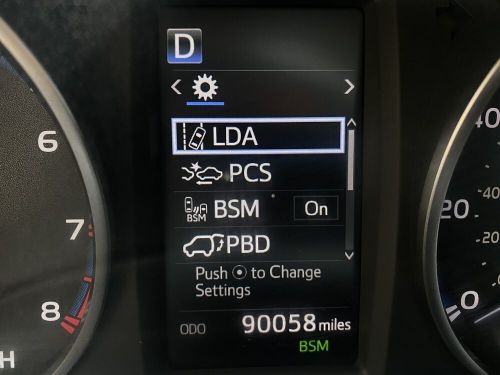 D
LDA
PCS
BSM BSM On
PBD
Push to Change
Settings
ODO 90058 miles
BSM
6
7
8
H
40
20
0